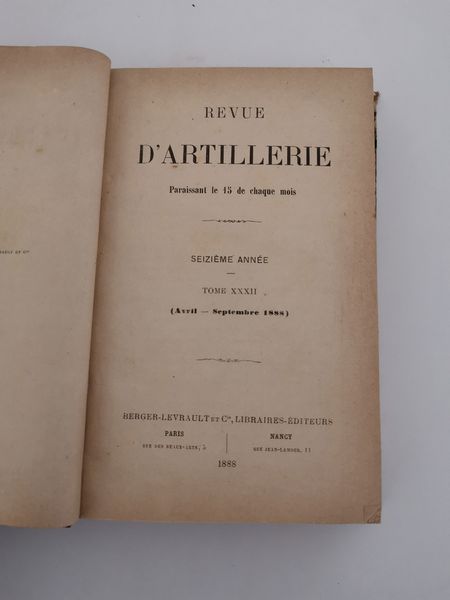 REVUE
D'ARTILLERIE
Paraissant le 15 de chaque mois
SEIZIÈME ANNÉE
TOME XXXII
(Avril — Septembre 1888)
BERGER-LEVRAULT ET Cie, LIBRAIRES-ÉDITEURS
PARIS
RUE DES BEAUX-ARTS, 5
NANCY
RUE JEAN-LAMOUR, 11
1888